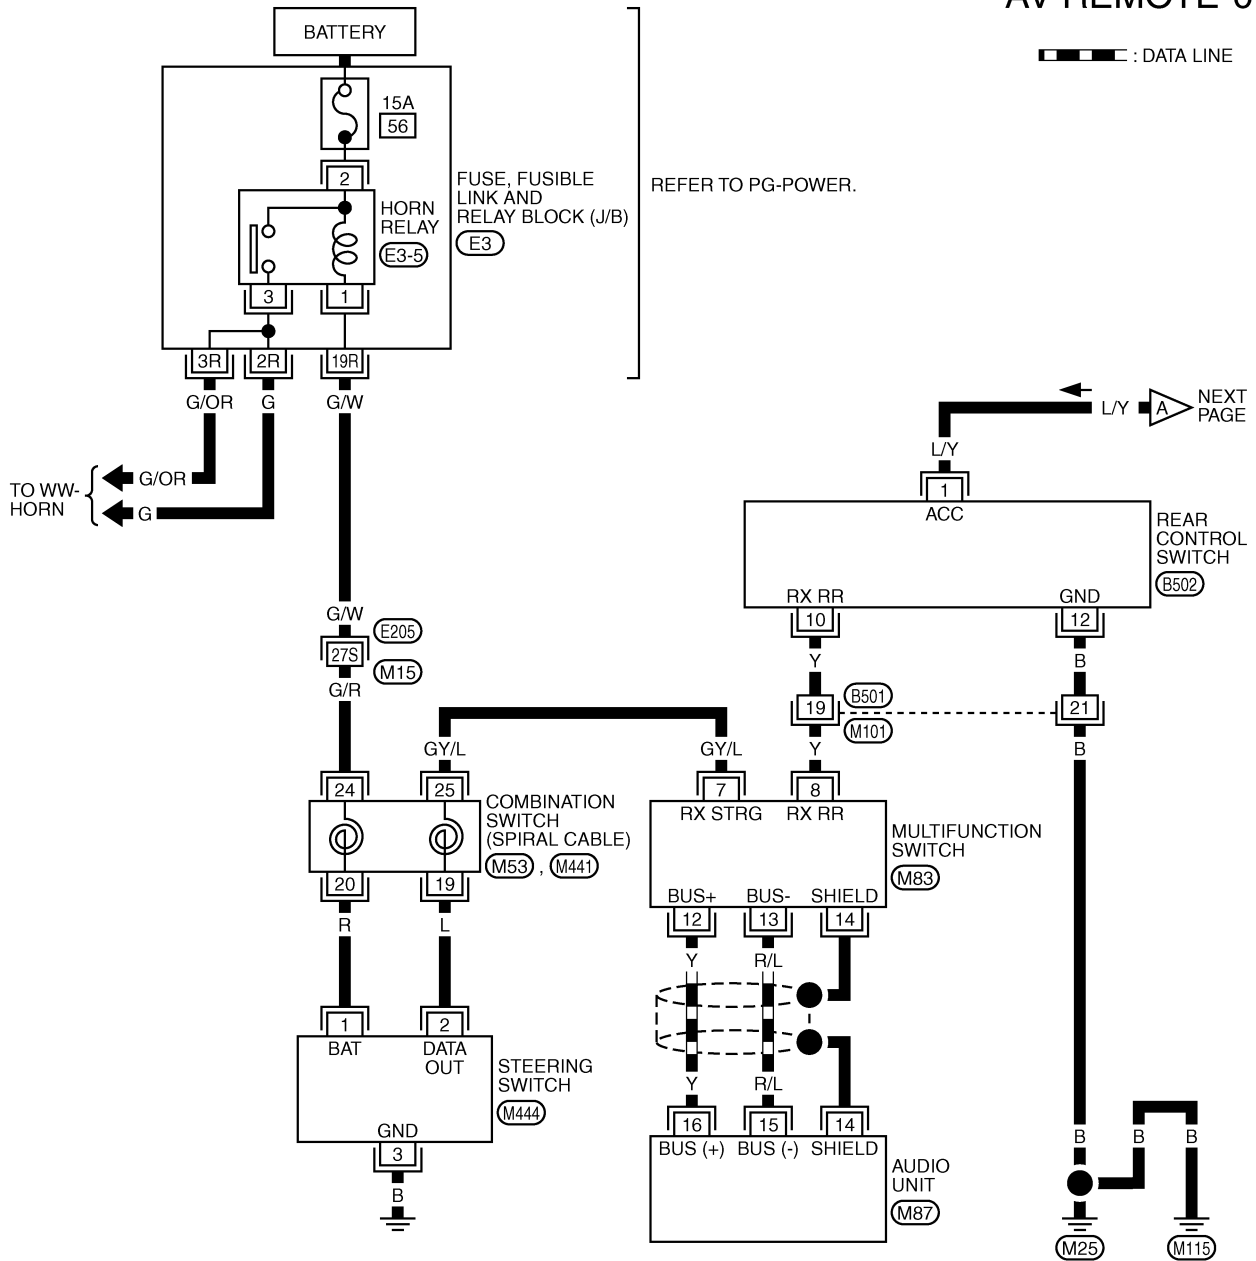 AV REMOTE
: DATA LINE
BATTERY
15A
56
2
HORN
RELAY
E3-5
FUSE, FUSIBLE
LINK AND
RELAY BLOCK (J/B)
E3
REFER TO PG-POWER.
3 1
3R 2R 19R
G/OR G G/W
TO WW-
HORN
G/OR
G
L/Y
A
NEXT
PAGE
L/Y
1
ACC
REAR
CONTROL
SWITCH
B502
RX RR GND
10 12
Y B
G/W
E205
27S
M15
G/R
19
B501
M101
21
GY/L GY/L Y B
24 25
COMBINATION
SWITCH
(SPIRAL CABLE)
M53 , M441
20 19
R L
7 8
RX STRG RX RR
MULTIFUNCTION
SWITCH
M83
BUS+ BUS- SHIELD
12 13 14
Y R/L
1 2
BAT DATA
OUT
STEERING
SWITCH
M444
GND
3
B
Y R/L
16 15 14
BUS (+) BUS (-) SHIELD
AUDIO
UNIT
M87
B B B
M25 M115